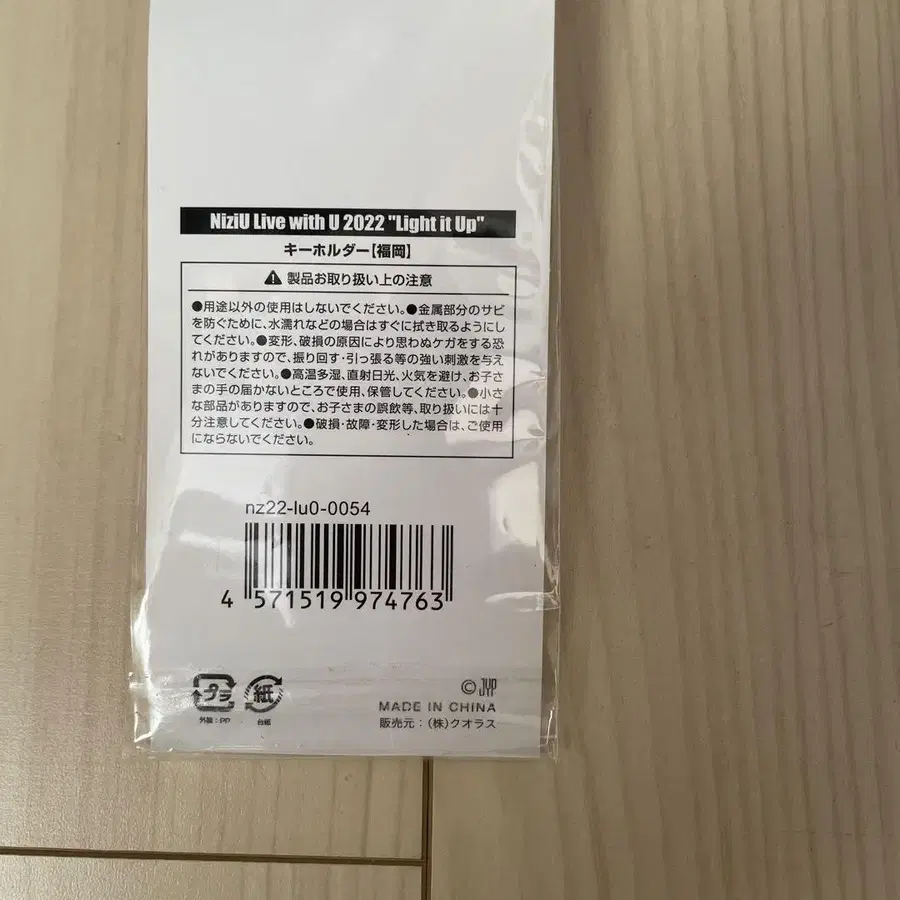 NiziU Live with U 2022 "Light it Up"
キーホルダー【福岡】
製品お取り扱い上の注意
●用途以外の使用はしないでください。●金属部分のサビ
を防ぐために、水濡れなどの場合はすぐに拭き取るようにし
てください。●変形、破損の原因により思わぬケガをする恐
れがありますので、振り回す・引っ張る等の強い刺激を与え
ないでください。●高温多湿、直射日光、火気を避け、お子さ
まの手の届かないところで使用、保管してください。●小さ
な部品がありますので、お子さまの誤飲等、取り扱いには十
分注意してください。●破損・故障・変形した場合は、ご使用
にならないでください。
nz22-lu0-0054
4 571519 974763
プラ 紙
外装:PP 台紙
© JYP
MADE IN CHINA
販売元:(株)クオラス